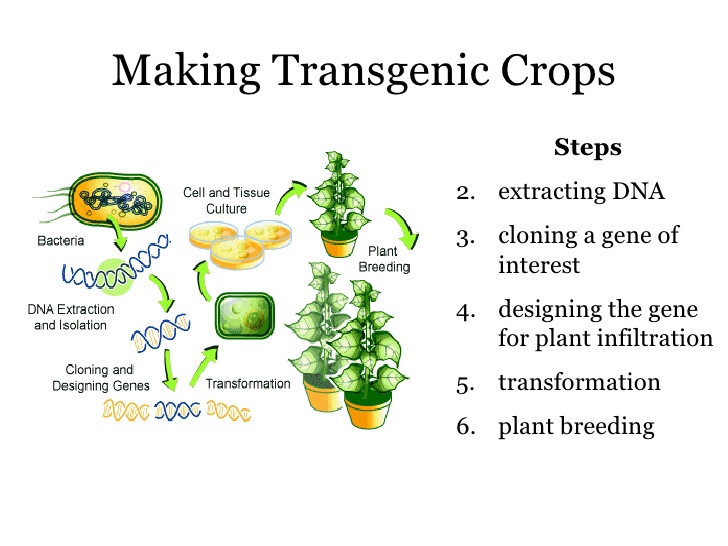 Making Transgenic Crops
Bacteria
DNA Extraction
and Isolation
Cloning and
Designing Genes
Transformation
Cell and Tissue
Culture
Plant
Breeding
Steps
2. extracting DNA
3. cloning a gene of
interest
4. designing the gene
for plant infiltration
5. transformation
6. plant breeding